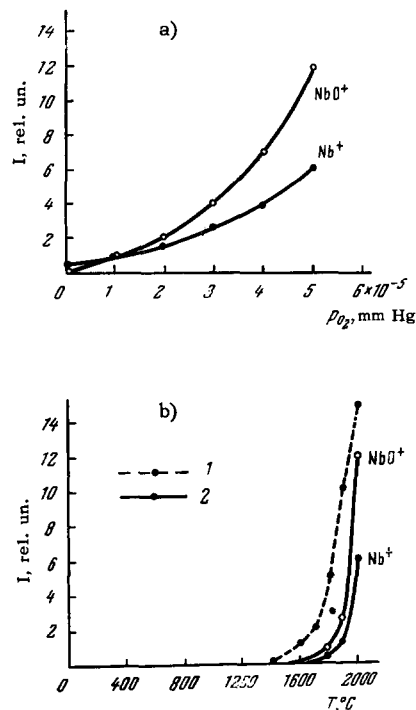 a)
I, rel. un.
14
12
10
8
6
4
2
NbO⁺
Nb⁺
0 1 2 3 4 5 6×10⁻⁵
pO₂, mm Hg
b)
I, rel. un.
14
12
10
8
6
4
2
1
2
NbO⁺
Nb⁺
0 400 800 1200 1600 2000
T,°C